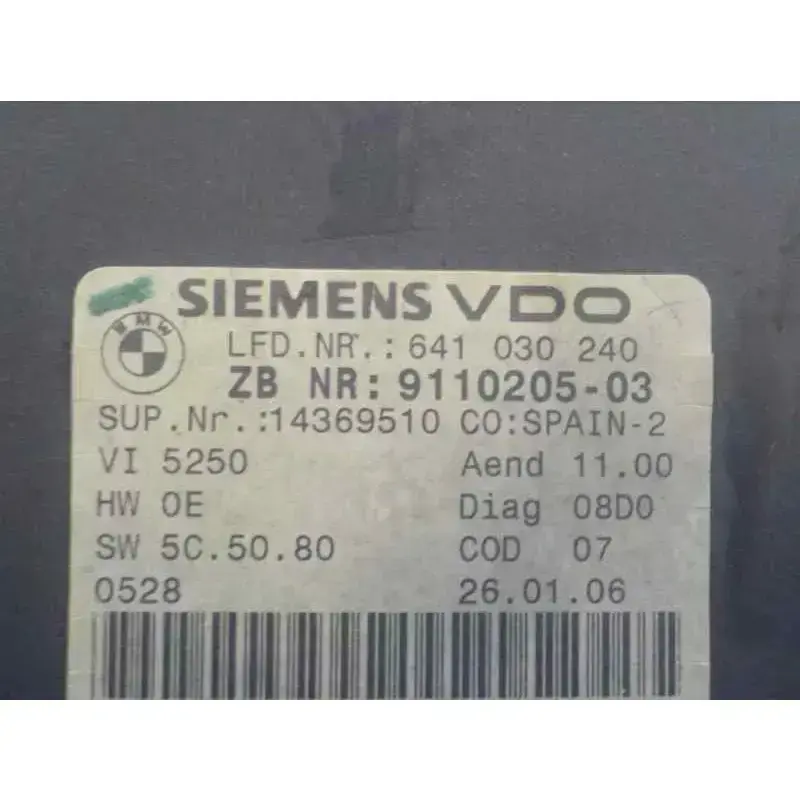 SIEMENS VDO
BMW
LFD.NR.: 641 030 240
ZB NR: 9110205-03
SUP.Nr.:14369510 CO:SPAIN-2
VI 5250 Aend 11.00
HW 0E Diag 08D0
SW 5C.50.80 COD 07
0528 26.01.06